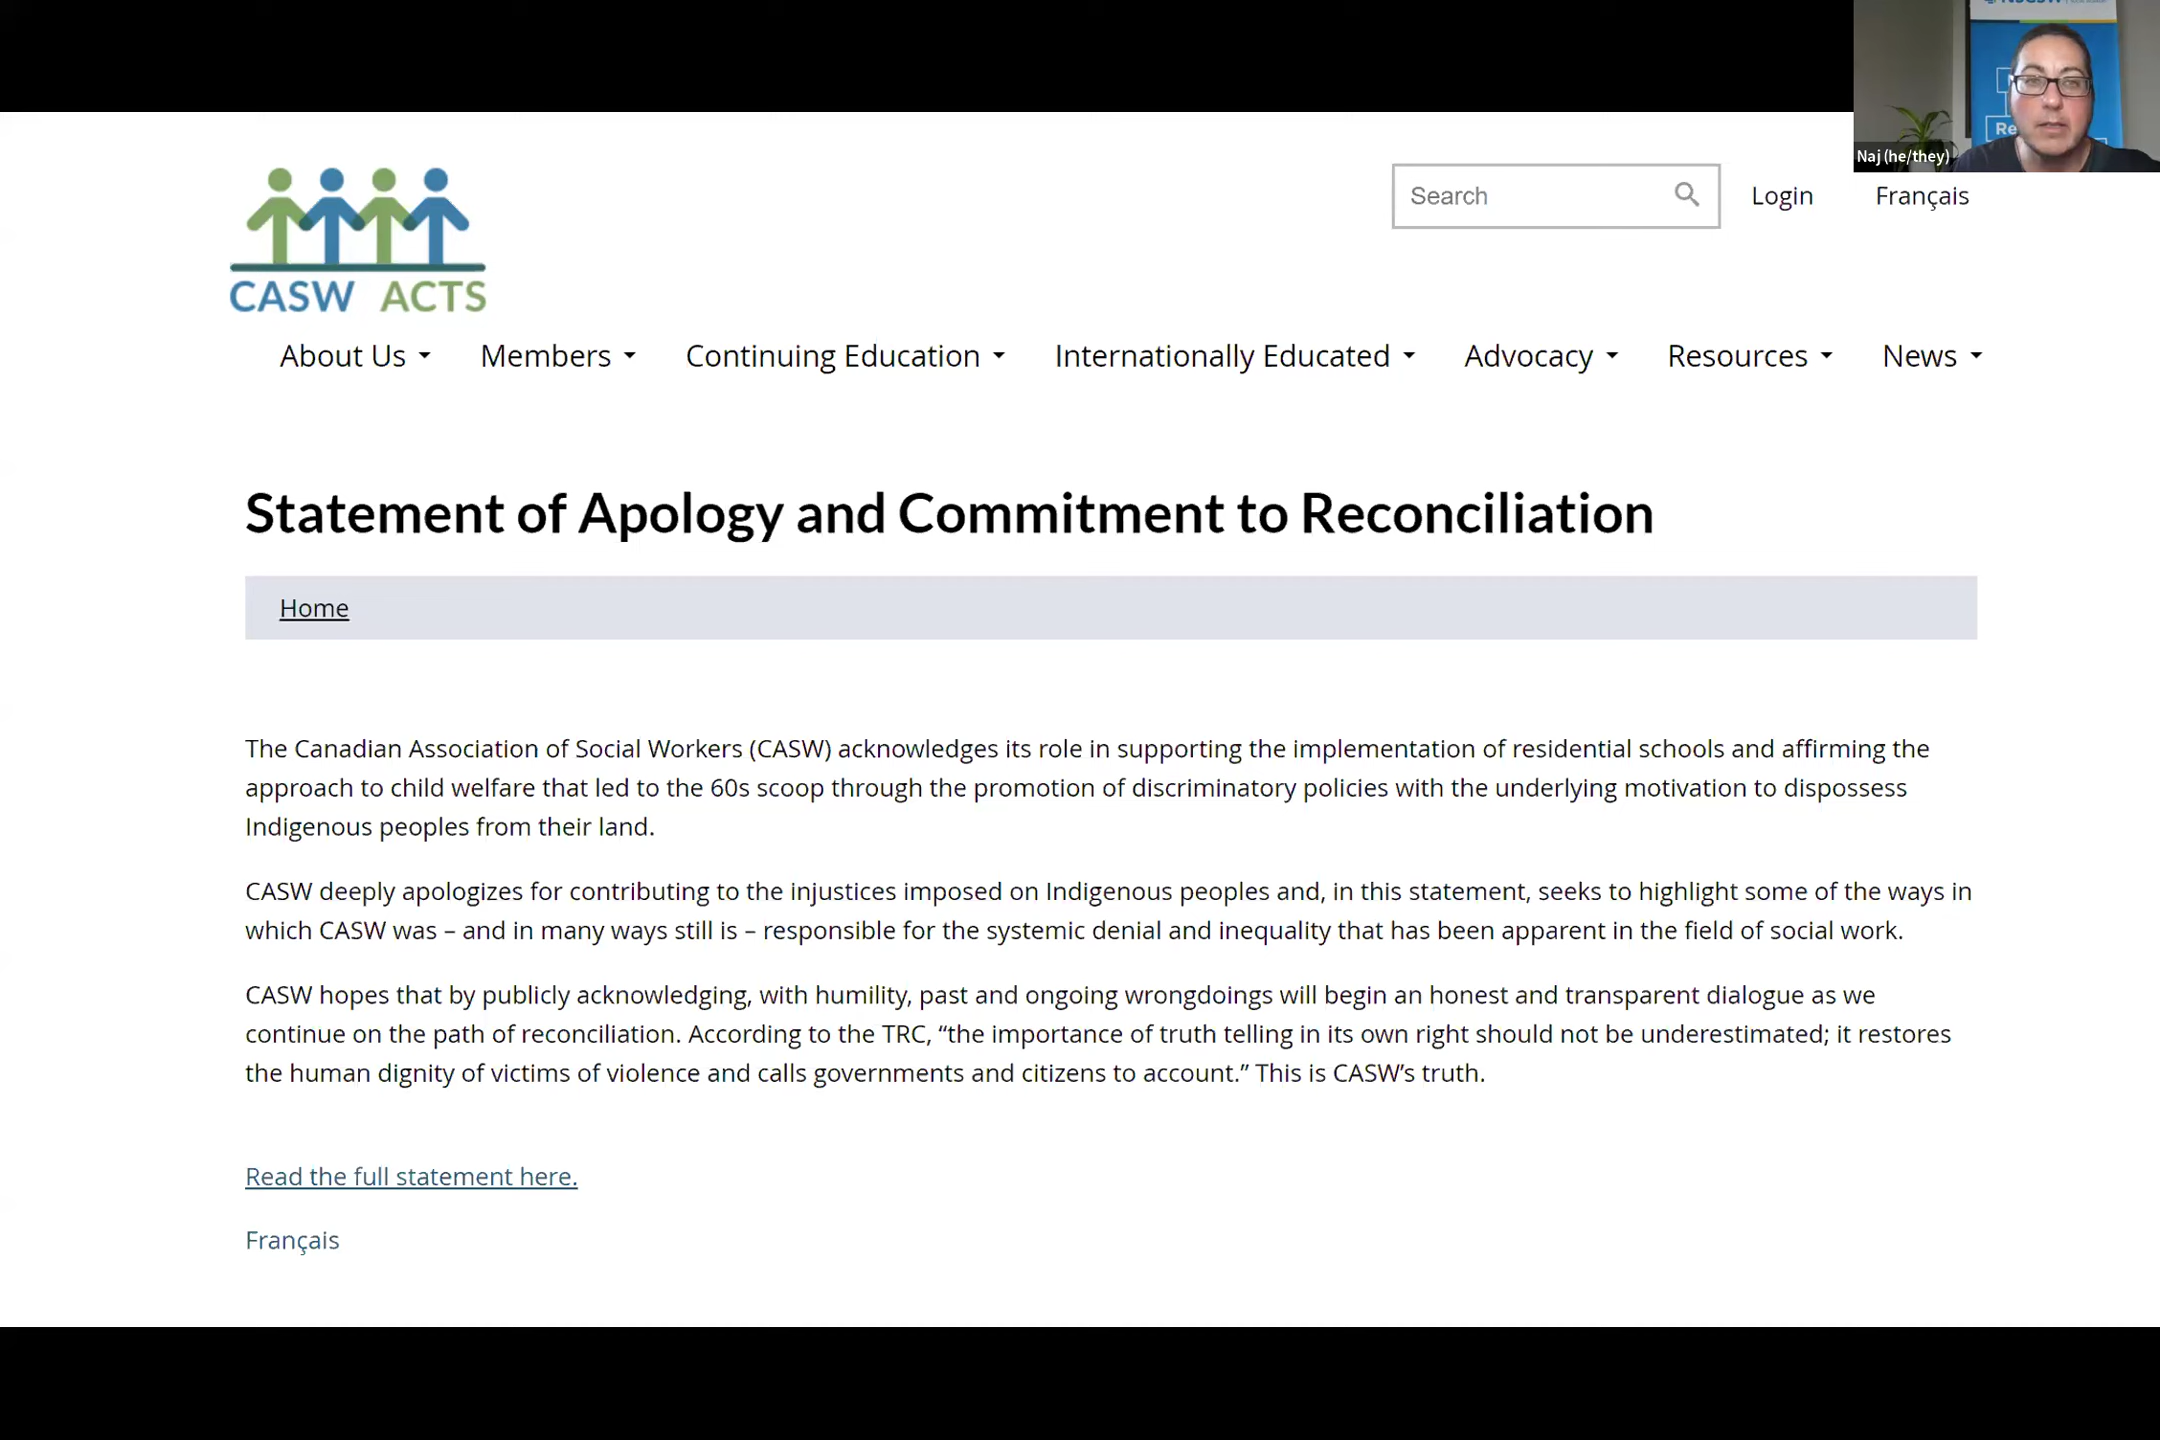 Search
Login
Français
Naj (he/they)
Re
CASW ACTS
About Us
Members
Continuing Education
Internationally Educated
Advocacy
Resources
News
Statement of Apology and Commitment to Reconciliation
Home
The Canadian Association of Social Workers (CASW) acknowledges its role in supporting the implementation of residential schools and affirming the
approach to child welfare that led to the 60s scoop through the promotion of discriminatory policies with the underlying motivation to dispossess
Indigenous peoples from their land.
CASW deeply apologizes for contributing to the injustices imposed on Indigenous peoples and, in this statement, seeks to highlight some of the ways in
which CASW was – and in many ways still is – responsible for the systemic denial and inequality that has been apparent in the field of social work.
CASW hopes that by publicly acknowledging, with humility, past and ongoing wrongdoings will begin an honest and transparent dialogue as we
continue on the path of reconciliation. According to the TRC, “the importance of truth telling in its own right should not be underestimated; it restores
the human dignity of victims of violence and calls governments and citizens to account.” This is CASW’s truth.
Read the full statement here.
Français